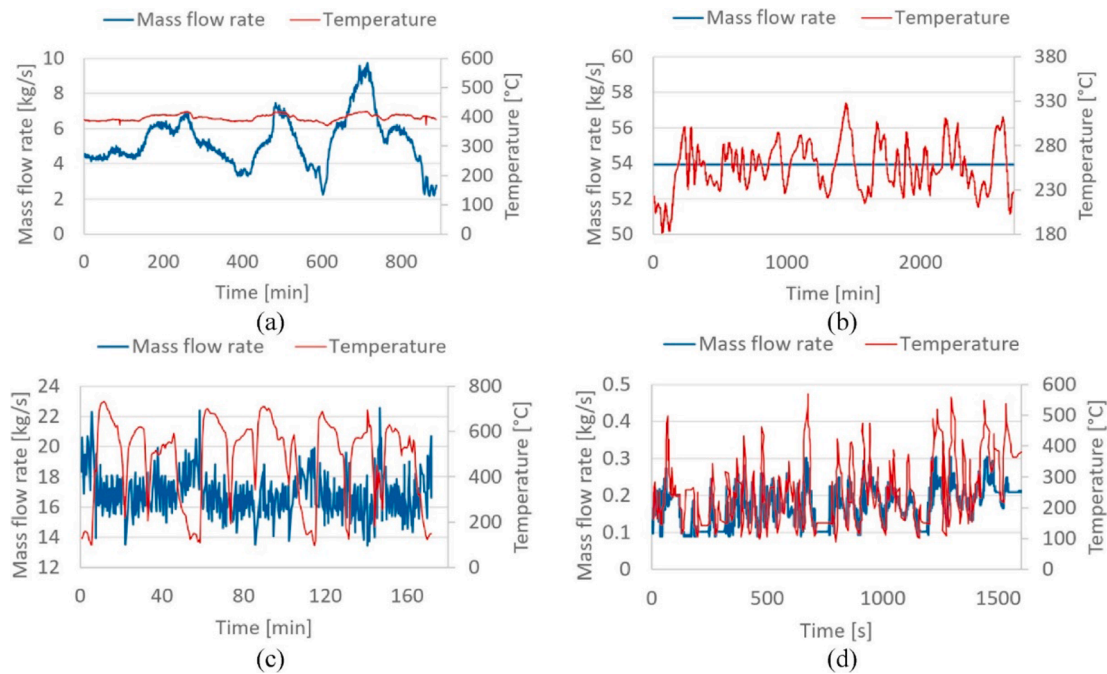 Mass flow rate Temperature
Mass flow rate [kg/s]
10
8
6
4
2
0
600
500
400
300
200
100
0
Temperature [°C]
0 200 400 600 800
Time [min]
(a)
Mass flow rate Temperature
Mass flow rate [kg/s]
60
58
56
54
52
50
380
330
280
230
180
Temperature [°C]
0 1000 2000
Time [min]
(b)
Mass flow rate Temperature
Mass flow rate [kg/s]
24
22
20
18
16
14
12
800
600
400
200
0
Temperature [°C]
0 40 80 120 160
Time [min]
(c)
Mass flow rate Temperature
Mass flow rate [kg/s]
0.5
0.4
0.3
0.2
0.1
0
600
500
400
300
200
100
0
Temperature [°C]
0 500 1000 1500
Time [s]
(d)